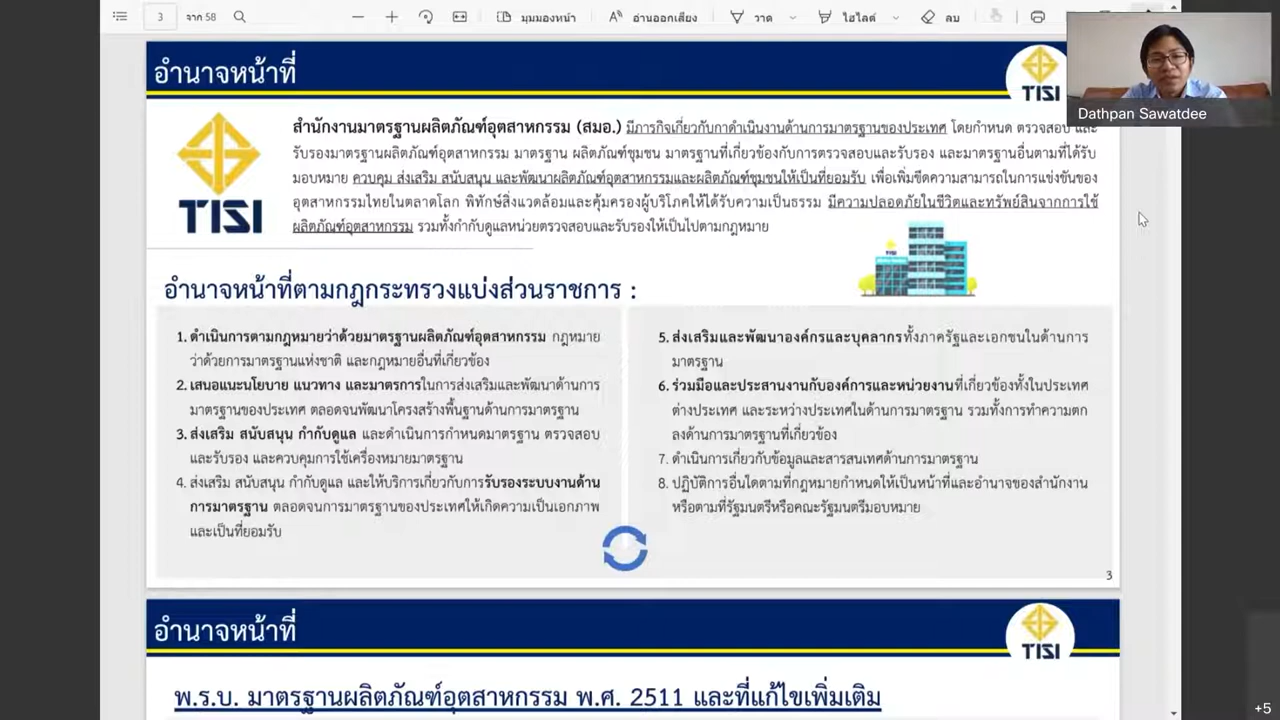 3 จาก 58 มุมมองหน้า อ่านออกเสียง วาด ไฮไลต์ ลบ
อำนาจหน้าที่
TISI
Dathpan Sawatdee
TISI
สำนักงานมาตรฐานผลิตภัณฑ์อุตสาหกรรม (สมอ.) มีภารกิจเกี่ยวกับกาดำเนินงานด้านการมาตรฐานของประเทศ โดยกำหนด ตรวจสอบ และ
รับรองมาตรฐานผลิตภัณฑ์อุตสาหกรรม มาตรฐาน ผลิตภัณฑ์ชุมชน มาตรฐานที่เกี่ยวข้องกับการตรวจสอบและรับรอง และมาตรฐานอื่นตามที่ได้รับ
มอบหมาย ควบคุม ส่งเสริม สนับสนุน และพัฒนาผลิตภัณฑ์อุตสาหกรรมและผลิตภัณฑ์ชุมชนให้เป็นที่ยอมรับ เพื่อเพิ่มขีดความสามารถในการแข่งขันของ
อุตสาหกรรมไทยในตลาดโลก พิทักษ์สิ่งแวดล้อมและคุ้มครองผู้บริโภคให้ได้รับความเป็นธรรม มีความปลอดภัยในชีวิตและทรัพย์สินจากการใช้
ผลิตภัณฑ์อุตสาหกรรม รวมทั้งกำกับดูแลหน่วยตรวจสอบและรับรองให้เป็นไปตามกฎหมาย
TISI
อำนาจหน้าที่ตามกฎกระทรวงแบ่งส่วนราชการ :
1. ดำเนินการตามกฎหมายว่าด้วยมาตรฐานผลิตภัณฑ์อุตสาหกรรม กฎหมาย
ว่าด้วยการมาตรฐานแห่งชาติ และกฎหมายอื่นที่เกี่ยวข้อง
2. เสนอแนะนโยบาย แนวทาง และมาตรการในการส่งเสริมและพัฒนาด้านการ
มาตรฐานของประเทศ ตลอดจนพัฒนาโครงสร้างพื้นฐานด้านการมาตรฐาน
3. ส่งเสริม สนับสนุน กำกับดูแล และดำเนินการกำหนดมาตรฐาน ตรวจสอบ
และรับรอง และควบคุมการใช้เครื่องหมายมาตรฐาน
4. ส่งเสริม สนับสนุน กำกับดูแล และให้บริการเกี่ยวกับการรับรองระบบงานด้าน
การมาตรฐาน ตลอดจนการมาตรฐานของประเทศให้เกิดความเป็นเอกภาพ
และเป็นที่ยอมรับ
5. ส่งเสริมและพัฒนาองค์กรและบุคลากรทั้งภาครัฐและเอกชนในด้านการ
มาตรฐาน
6. ร่วมมือและประสานงานกับองค์การและหน่วยงานที่เกี่ยวข้องทั้งในประเทศ
ต่างประเทศ และระหว่างประเทศในด้านการมาตรฐาน รวมทั้งการทำความตก
ลงด้านการมาตรฐานที่เกี่ยวข้อง
7. ดำเนินการเกี่ยวกับข้อมูลและสารสนเทศด้านการมาตรฐาน
8. ปฏิบัติการอื่นใดตามที่กฎหมายกำหนดให้เป็นหน้าที่และอำนาจของสำนักงาน
หรือตามที่รัฐมนตรีหรือคณะรัฐมนตรีมอบหมาย
3
อำนาจหน้าที่
TISI
พ.ร.บ. มาตรฐานผลิตภัณฑ์อุตสาหกรรม พ.ศ. 2511 และที่แก้ไขเพิ่มเติม
+5